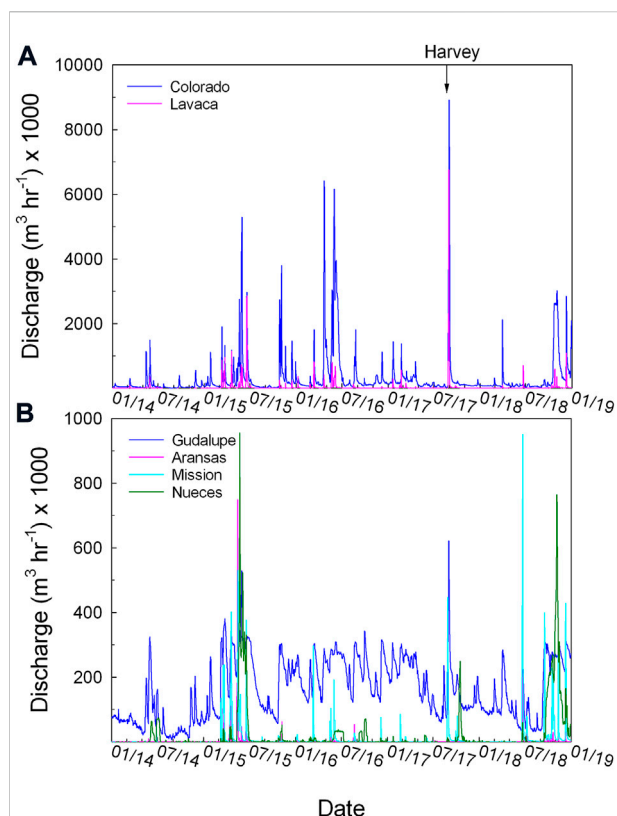 A
Harvey
10000
8000
6000
4000
2000
Discharge (m³ hr⁻¹) x 1000
Colorado
Lavaca
01/14 07/14 01/15 07/15 01/16 07/16 01/17 07/17 01/18 07/18 01/19
B
1000
800
600
400
200
Discharge (m³ hr⁻¹) x 1000
Gudalupe
Aransas
Mission
Nueces
01/14 07/14 01/15 07/15 01/16 07/16 01/17 07/17 01/18 07/18 01/19
Date